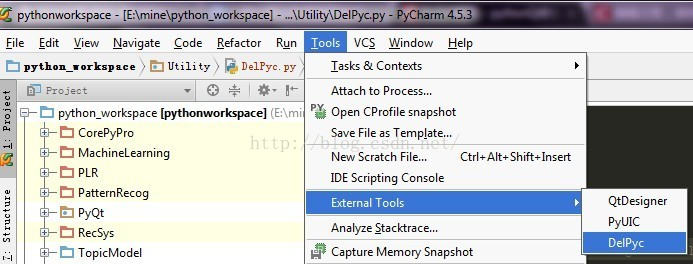 pythonworkspace - [E:\mine\python_workspace] - ...\Utility\DelPyc.py - PyCharm 4.5.3
File Edit View Navigate Code Refactor Run Tools VCS Window Help
python_workspace Utility DelPyc.py
Project
1: Project
7: Structure
python_workspace [pythonworkspace] (E:\min
CorePyPro
MachineLearning
PLR
PatternRecog
PyQt
RecSys
TopicModel
Tasks & Contexts
Attach to Process...
Open CProfile snapshot
Save File as Template...
New Scratch File... Ctrl+Alt+Shift+Insert
IDE Scripting Console
External Tools
Analyze Stacktrace...
Capture Memory Snapshot
QtDesigner
PyUIC
DelPyc
http://blog.csdn.net/